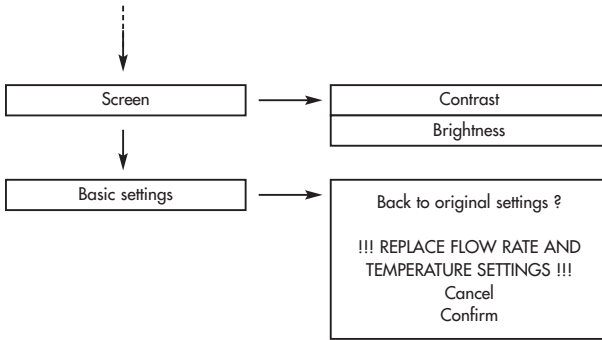 Screen
Contrast
Brightness
Basic settings
Back to original settings ?
!!! REPLACE FLOW RATE AND
TEMPERATURE SETTINGS !!!
Cancel
Confirm